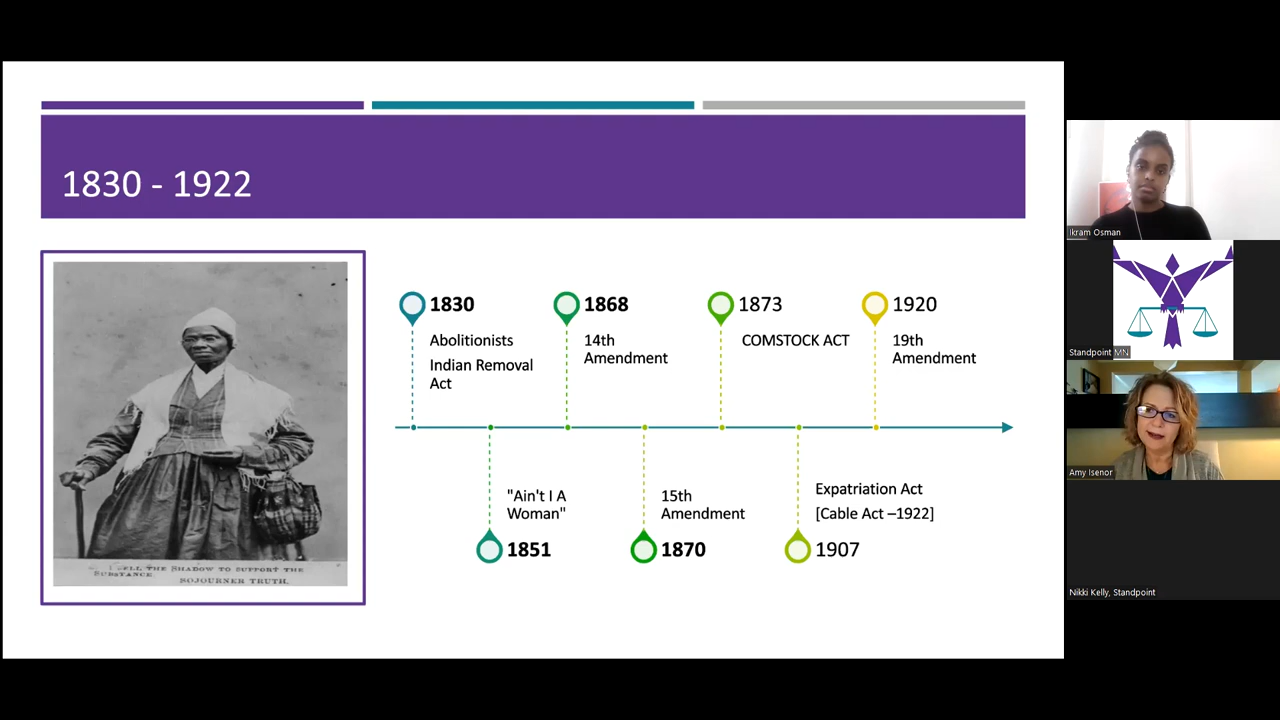 1830 - 1922
1830
Abolitionists
Indian Removal
Act
1868
14th
Amendment
1873
COMSTOCK ACT
1920
19th
Amendment
"Ain't I A
Woman"
1851
15th
Amendment
1870
Expatriation Act
[Cable Act –1922]
1907
I SELL THE SHADOW TO SUPPORT THE
SUBSTANCE.
SOJOURNER TRUTH.
Ikram Osman
Standpoint MN
Amy Isenor
Nikki Kelly, Standpoint